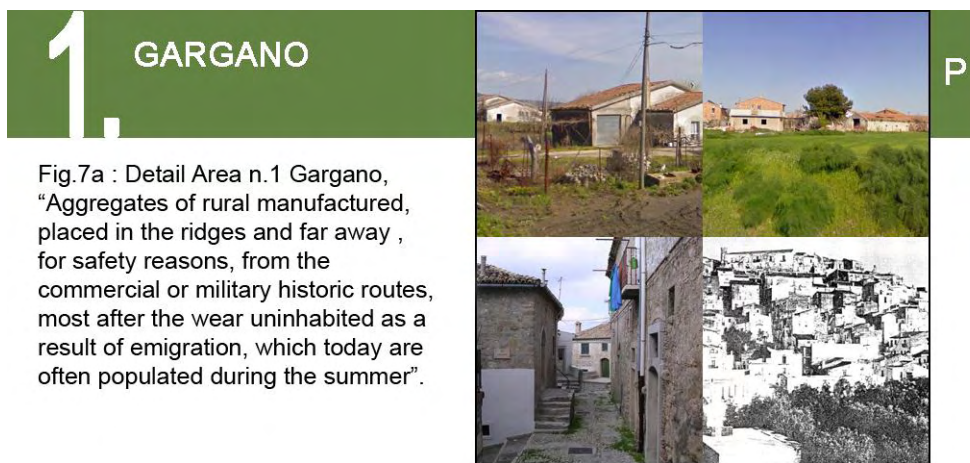 1. GARGANO
P
Fig.7a : Detail Area n.1 Gargano,
“Aggregates of rural manufactured,
placed in the ridges and far away ,
for safety reasons, from the
commercial or military historic routes,
most after the wear uninhabited as a
result of emigration, which today are
often populated during the summer”.